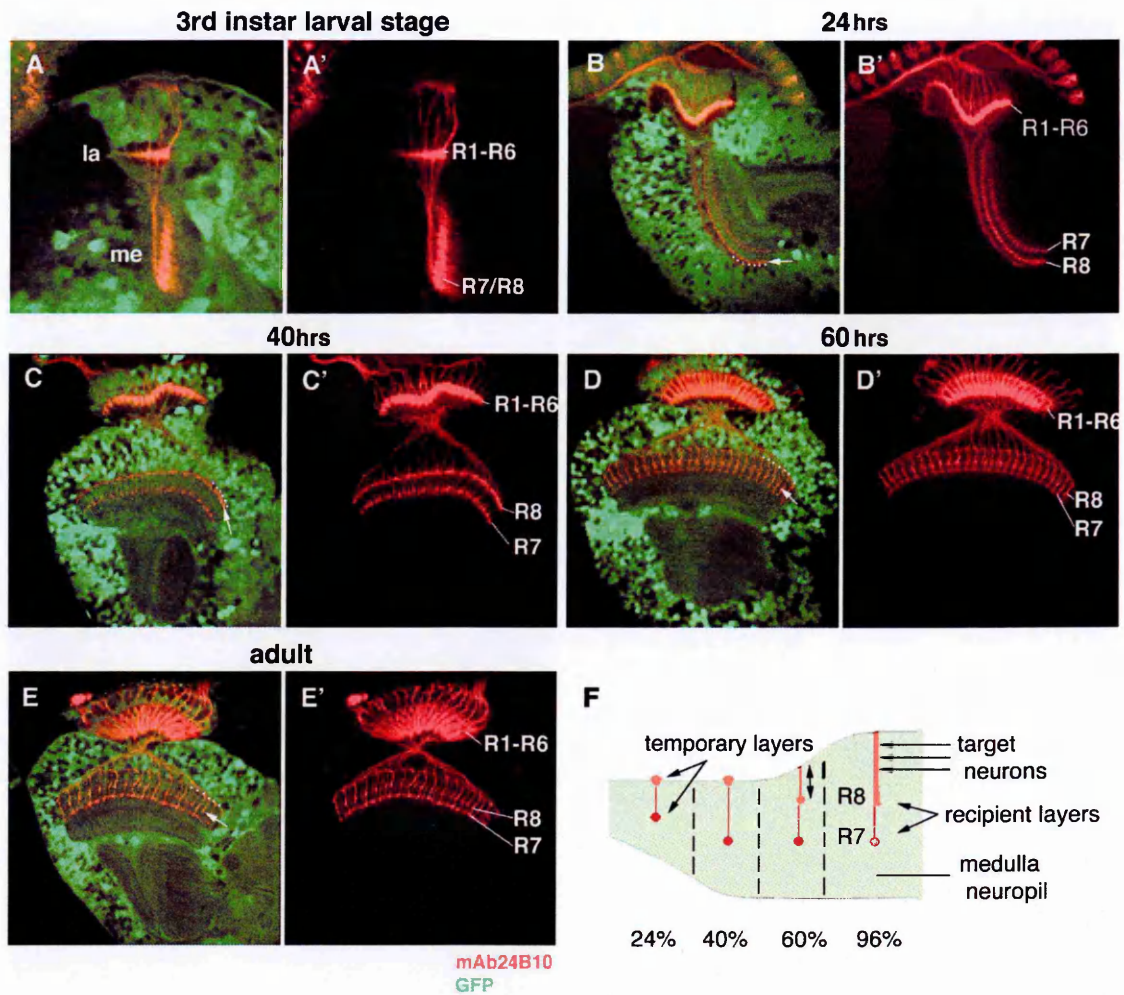 3rd instar larval stage
24hrs
A
A'
B
B'
la
R1-R6
R1-R6
me
R7/R8
R7
R8
40hrs
60hrs
C
C'
D
D'
R1-R6
R1-R6
R8
R7
R8
R7
adult
E
E'
F
R1-R6
temporary layers
target
neurons
R8
recipient layers
R8
R7
R7
medulla
neuropil
24%
40%
60%
96%
mAb24B10
GFP